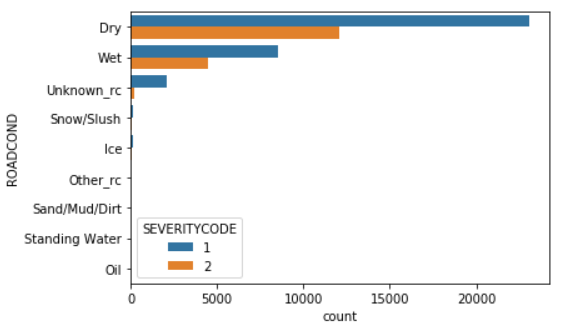 ROADCOND
Dry
Wet
Unknown_rc
Snow/Slush
Ice
Other_rc
Sand/Mud/Dirt
Standing Water
Oil
SEVERITYCODE
1
2
0 5000 10000 15000 20000
count